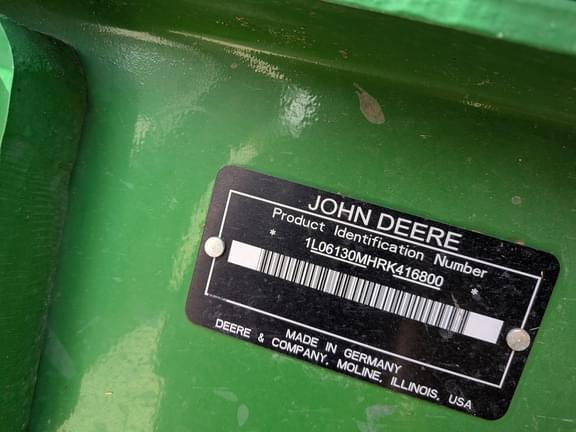 JOHN DEERE
Product Identification Number
* 1L06130MHRK416800 *
MADE IN GERMANY
DEERE & COMPANY, MOLINE, ILLINOIS, USA